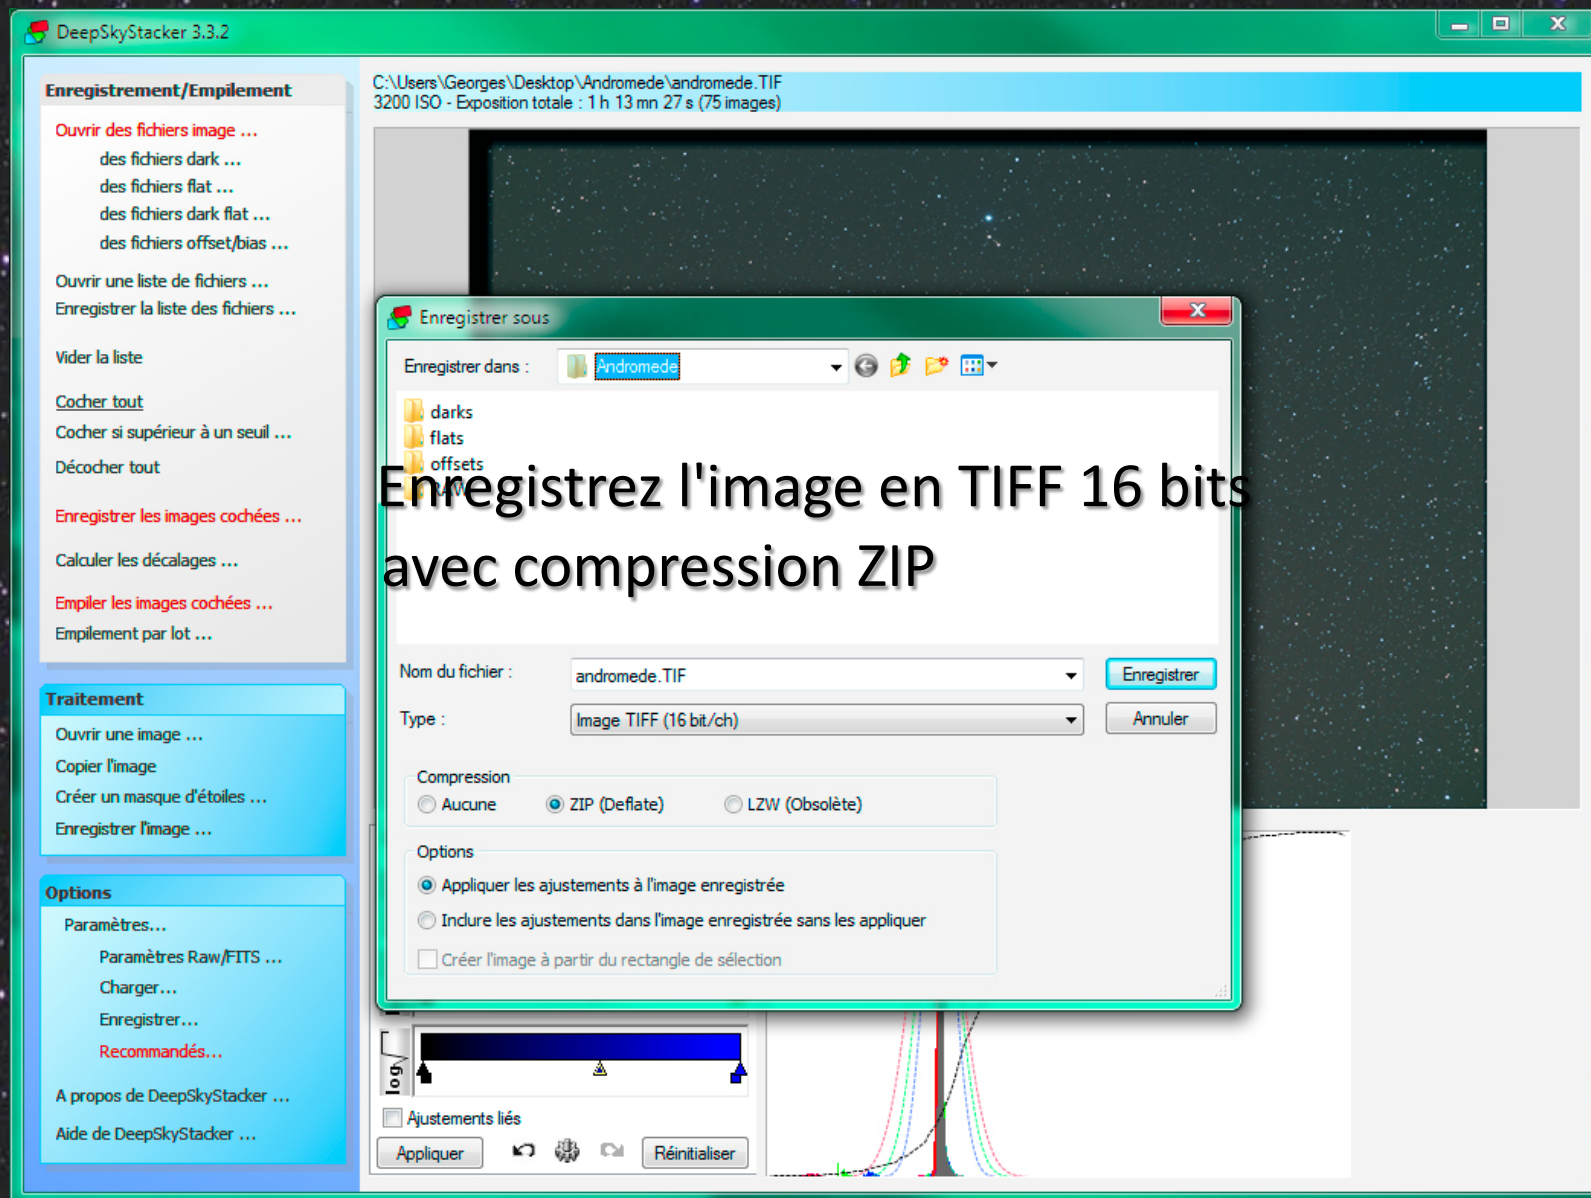 DeepSkyStacker 3.3.2
Enregistrement/Empilement
Ouvrir des fichiers image ...
des fichiers dark ...
des fichiers flat ...
des fichiers dark flat ...
des fichiers offset/bias ...
Ouvrir une liste de fichiers ...
Enregistrer la liste des fichiers ...
Vider la liste
Cocher tout
Cocher si supérieur à un seuil ...
Décocher tout
Enregistrer les images cochées ...
Calculer les décalages ...
Empiler les images cochées ...
Empilement par lot ...
Traitement
Ouvrir une image ...
Copier l'image
Créer un masque d'étoiles ...
Enregistrer l'image ...
Options
Paramètres...
Paramètres Raw/FITS ...
Charger...
Enregistrer...
Recommandés...
A propos de DeepSkyStacker ...
Aide de DeepSkyStacker ...
C:\Users\Georges\Desktop\Andromede\andromede.TIF
3200 ISO - Exposition totale : 1 h 13 mn 27 s (75 images)
Enregistrer sous
Enregistrer dans :
Andromede
darks
flats
offsets
RAW
Enregistrez l'image en TIFF 16 bits
avec compression ZIP
Nom du fichier :
andromede.TIF
Enregistrer
Type :
Image TIFF (16 bit/ch)
Annuler
Compression
Aucune
ZIP (Deflate)
LZW (Obsolète)
Options
Appliquer les ajustements à l'image enregistrée
Inclure les ajustements dans l'image enregistrée sans les appliquer
Créer l'image à partir du rectangle de sélection
log
Ajustements liés
Appliquer
Réinitialiser